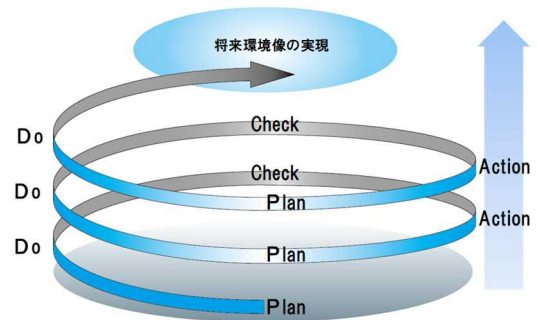 将来環境像の実現
Check
Do
Check
Action
Do
Plan
Action
Do
Plan
Plan